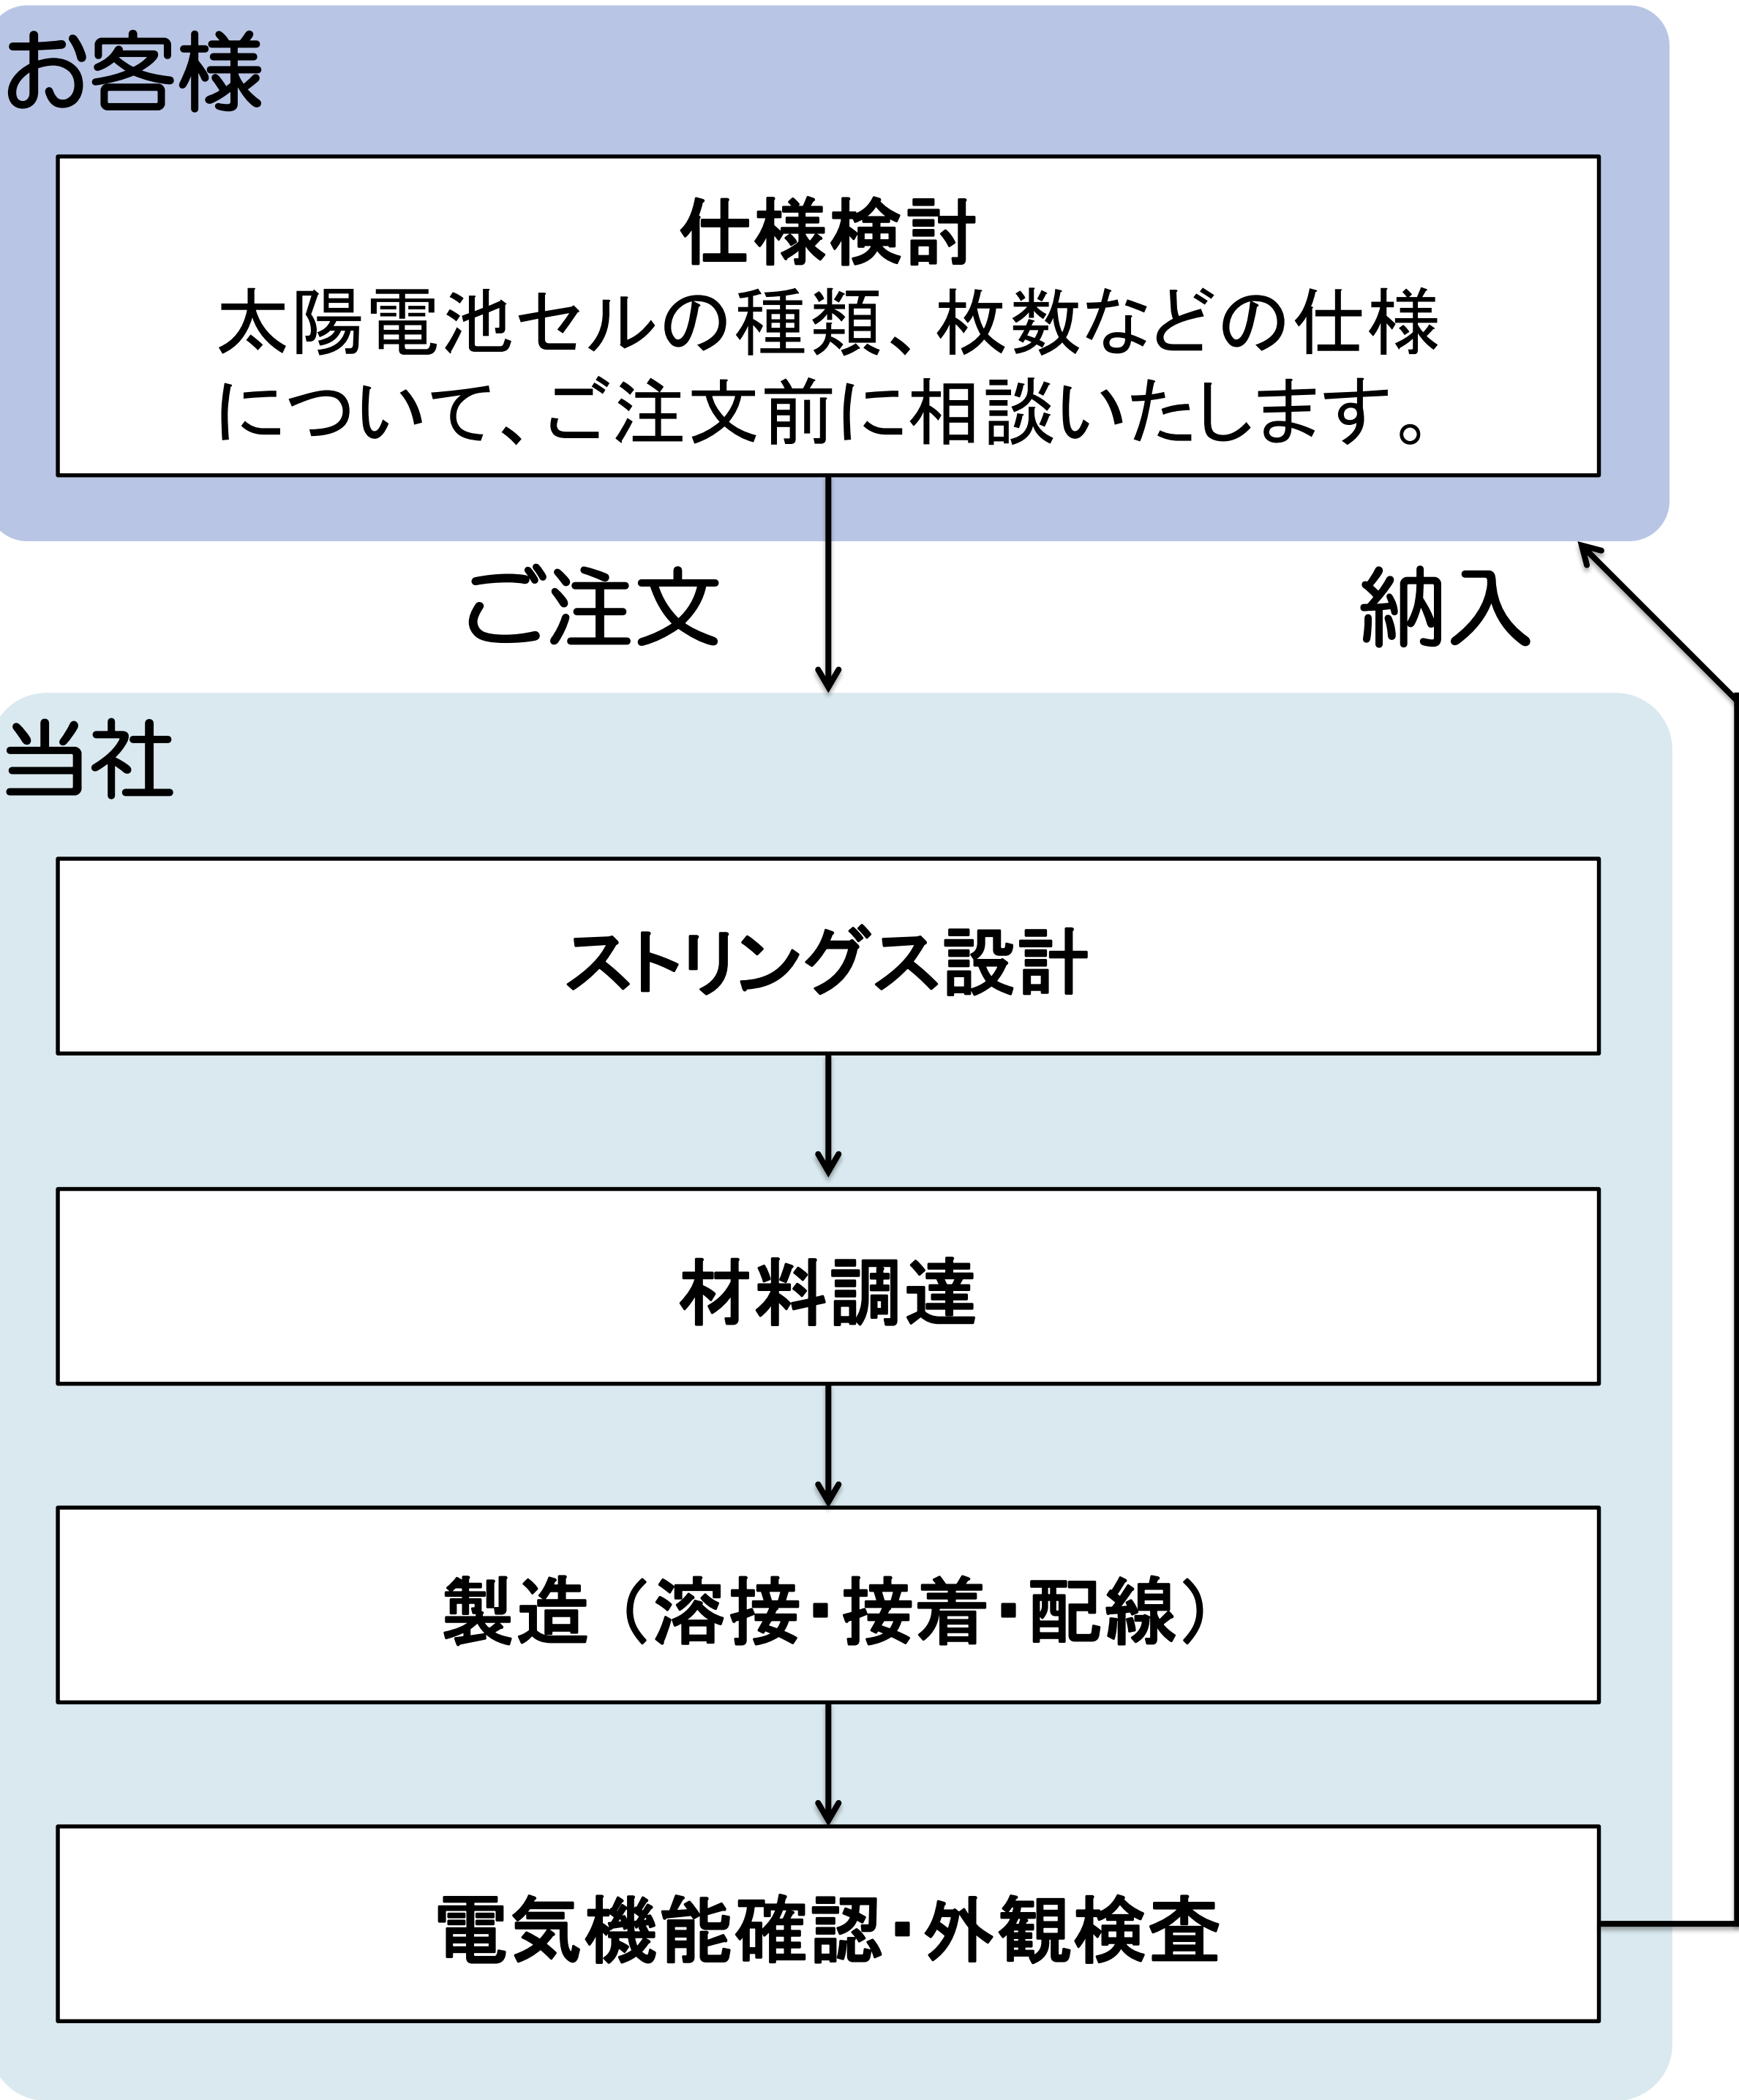 お客様
仕様検討
太陽電池セルの種類、枚数などの仕様
について、ご注文前に相談いたします。
ご注文
納入
当社
ストリングス設計
材料調達
製造（溶接・接着・配線）
電気機能確認・外観検査